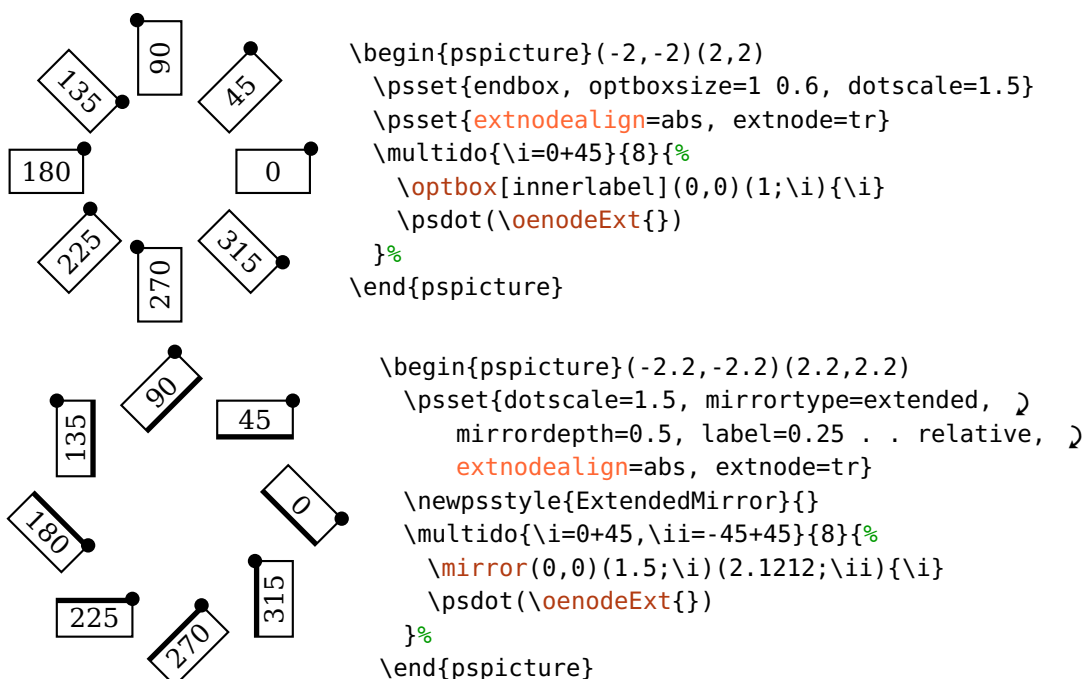 90
135
45
180
0
225
315
270
\begin{pspicture}(-2,-2)(2,2)
\psset{endbox, optboxsize=1 0.6, dotscale=1.5}
\psset{extnodealign=abs, extnode=tr}
\multido{\i=0+45}{8}{%
\optbox[innerlabel](0,0)(1;\i){\i}
\psdot(\oenodeExt{})
}%
\end{pspicture}
90
135
45
180
0
225
315
270
\begin{pspicture}(-2.2,-2.2)(2.2,2.2)
\psset{dotscale=1.5, mirrortype=extended,
mirrordepth=0.5, label=0.25 . . relative,
extnodealign=abs, extnode=tr}
\newpsstyle{ExtendedMirror}{}
\multido{\i=0+45,\ii=-45+45}{8}{%
\mirror(0,0)(1.5;\i)(2.1212;\ii){\i}
\psdot(\oenodeExt{})
}%
\end{pspicture}